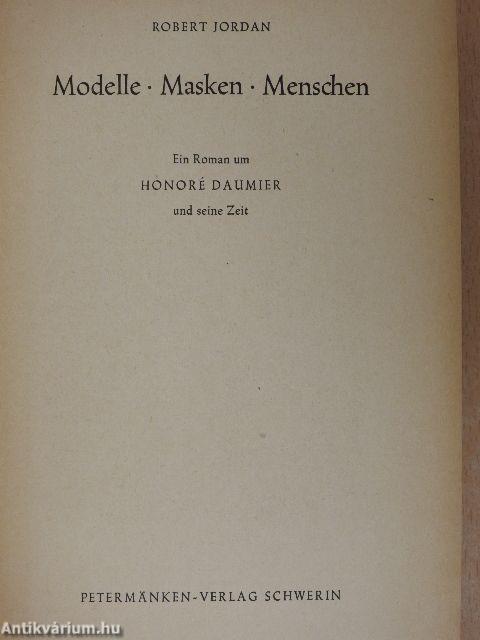 ROBERT JORDAN
Modelle · Masken · Menschen
Ein Roman um
HONORÉ DAUMIER
und seine Zeit
PETERMÄNKEN-VERLAG SCHWERIN
Antikvárium.hu